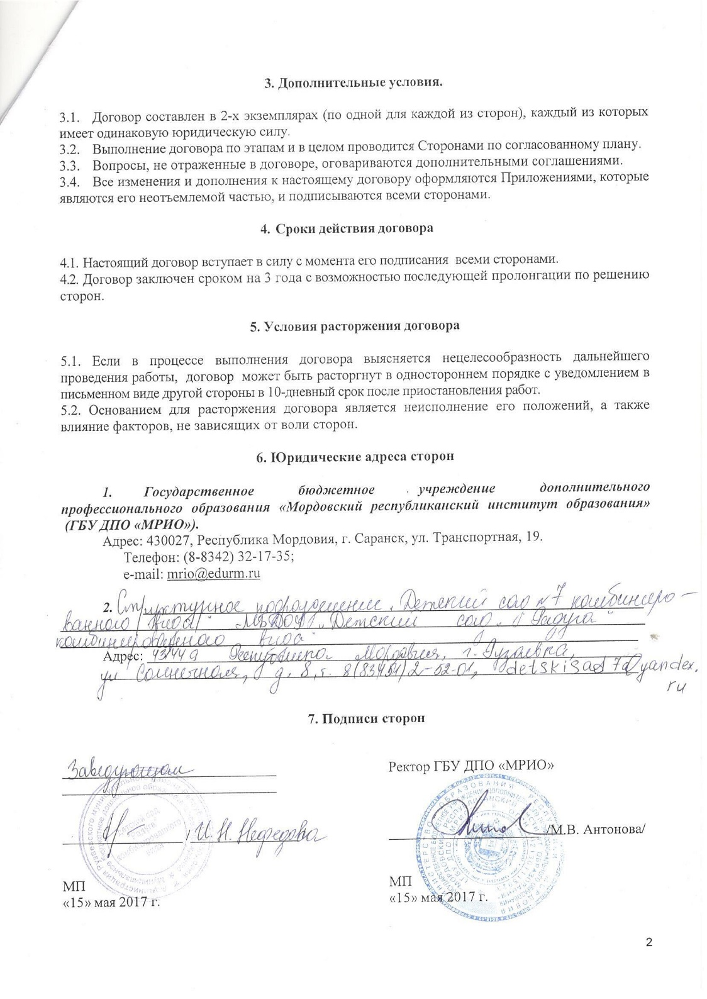 3. Дополнительные условия.
3.1. Договор составлен в 2-х экземплярах (по одной для каждой из сторон), каждый из которых
имеет одинаковую юридическую силу.
3.2. Выполнение договора по этапам и в целом проводится Сторонами по согласованному плану.
3.3. Вопросы, не отраженные в договоре, оговариваются дополнительными соглашениями.
3.4. Все изменения и дополнения к настоящему договору оформляются Приложениями, которые
являются его неотъемлемой частью, и подписываются всеми сторонами.
4. Сроки действия договора
4.1. Настоящий договор вступает в силу с момента его подписания всеми сторонами.
4.2. Договор заключен сроком на 3 года с возможностью последующей пролонгации по решению
сторон.
5. Условия расторжения договора
5.1. Если в процессе выполнения договора выясняется нецелесообразность дальнейшего
проведения работы, договор может быть расторгнут в одностороннем порядке с уведомлением в
письменном виде другой стороны в 10-дневный срок после приостановления работ.
5.2. Основанием для расторжения договора является неисполнение его положений, а также
влияние факторов, не зависящих от воли сторон.
6. Юридические адреса сторон
1. Государственное бюджетное учреждение дополнительного
профессионального образования «Мордовский республиканский институт образования»
(ГБУ ДПО «МРИО»).
Адрес: 430027, Республика Мордовия, г. Саранск, ул. Транспортная, 19.
Телефон: (8-8342) 32-17-35;
e-mail: mrio@edurm.ru
2. Структурное подразделение "Детский сад №7 комбиниро-
ванного вида" МБДОУ "Детский сад "Радуга"
комбинированного вида"
Адрес: Республика Мордовия, г. Рузаевка,
ул Солнечная, д. 8, т. 8(83451)2-52-01, detskisad7@yandex.
ru
7. Подписи сторон
Заведующая
Ректор ГБУ ДПО «МРИО»
/ И. Н. Нефедова
/М.В. Антонова/
МП
«15» мая 2017 г.
МП
«15» мая 2017 г.
2